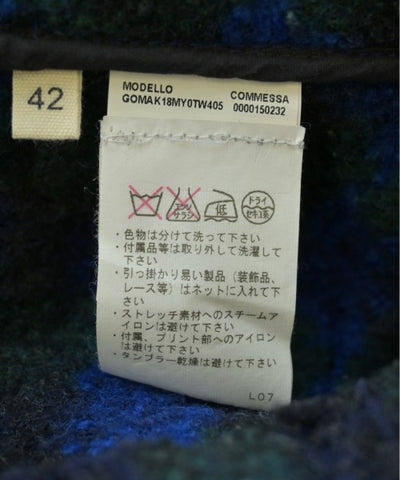 42
MODELLO COMMESSA
GOMAK18MY0TW405 0000150232
エンソ
サラシ
低
ドライ
セキユ系
・色物は分けて洗って下さい
・付属品等は取り外して洗濯して
下さい
・引っ掛かり易い製品（装飾品、
レース等）はネットに入れて下
さい
・ストレッチ素材へのスチームア
イロンは避けて下さい
・付属、プリント部へのアイロン
は避けて下さい
・タンブラー乾燥は避けて下さい
L07